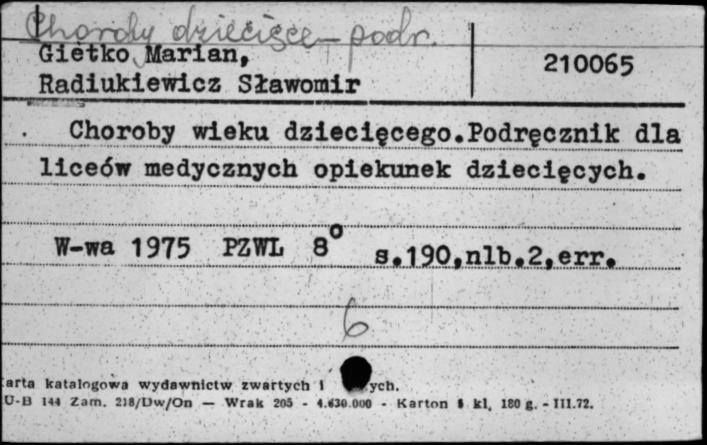 Choroby dziecięce – podr.
Gietko Marian,
210065
Radiukiewicz Sławomir
Choroby wieku dziecięcego.Podręcznik dla
liceów medycznych opiekunek dziecięcych.
W-wa 1975 PZWL 8° s.190,nlb.2,err.
6
arta katalogowa wydawnictw zwartych i ych.
U-B 144 Zam. 218/Dw/On — Wrak 205 - 4.630.000 - Karton kl, 180 g. - III.72.